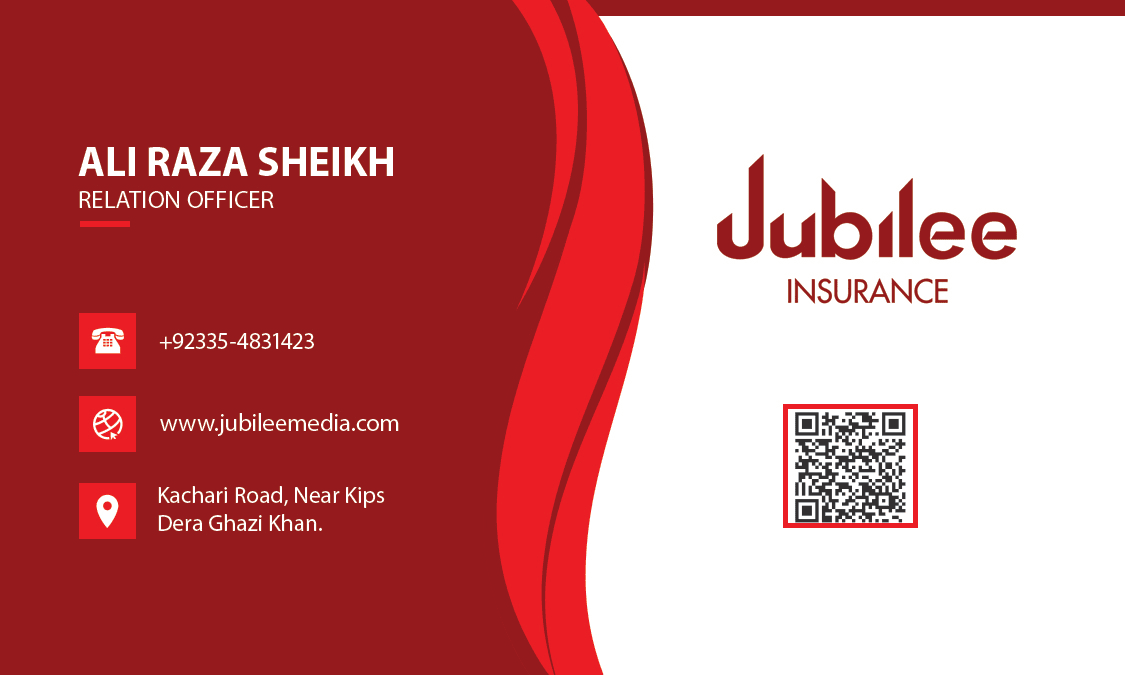 ALI RAZA SHEIKH
RELATION OFFICER
+92335-4831423
www.jubileemedia.com
Kachari Road, Near Kips
Dera Ghazi Khan.
Jubilee
INSURANCE